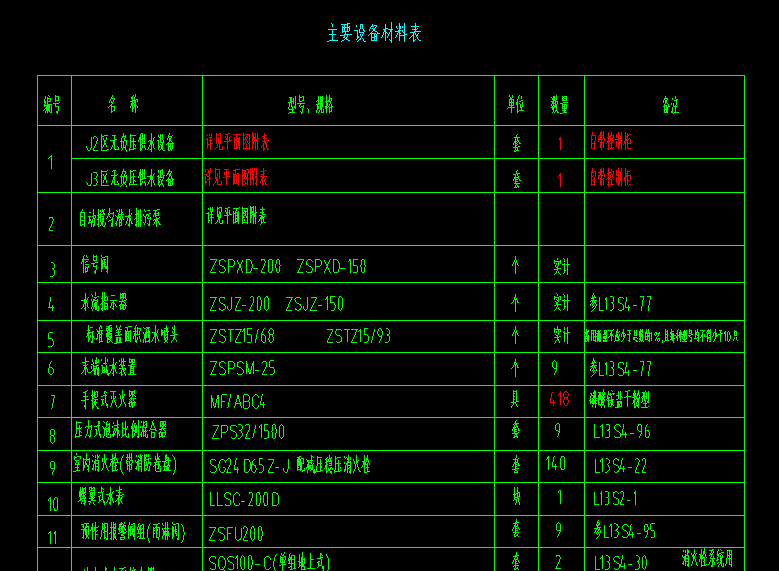 主要设备材料表
编号 名 称 型号、规格 单位 数量 备注
1 J2区无负压供水设备 详见平面图附表 套 1 自带控制柜
J3区无负压供水设备 详见平面图附表 套 1 自带控制柜
2 自动搅匀潜水排污泵 详见平面图附表
3 信号阀 ZSPXD-200 ZSPXD-150 个 实计
4 水流指示器 ZSJZ-200 ZSJZ-150 个 实计 参L13S4-77
5 标准覆盖面积洒水喷头 ZSTZ15/68 ZSTZ15/93 个 实计 备用喷头不应少于总数的1%,且每种型号均不得少于10只
6 末端试水装置 ZSPSM-25 个 9 参L13S4-77
7 手提式灭火器 MF/ABC4 具 418 磷酸铵盐干粉型
8 压力式泡沫比例混合器 ZPS32/1500 套 9 L13S4-96
9 室内消火栓(带消防卷盘) SG24D65Z-J 配减压稳压消火栓 套 140 L13S4-22
10 螺翼式水表 LLSC-200D 块 1 L13S2-1
11 预作用报警阀组(雨淋阀) ZSFU200 套 9 参L13S4-95
SQS100-C(单组地上式) 套 2 L13S4-30 消火栓系统用